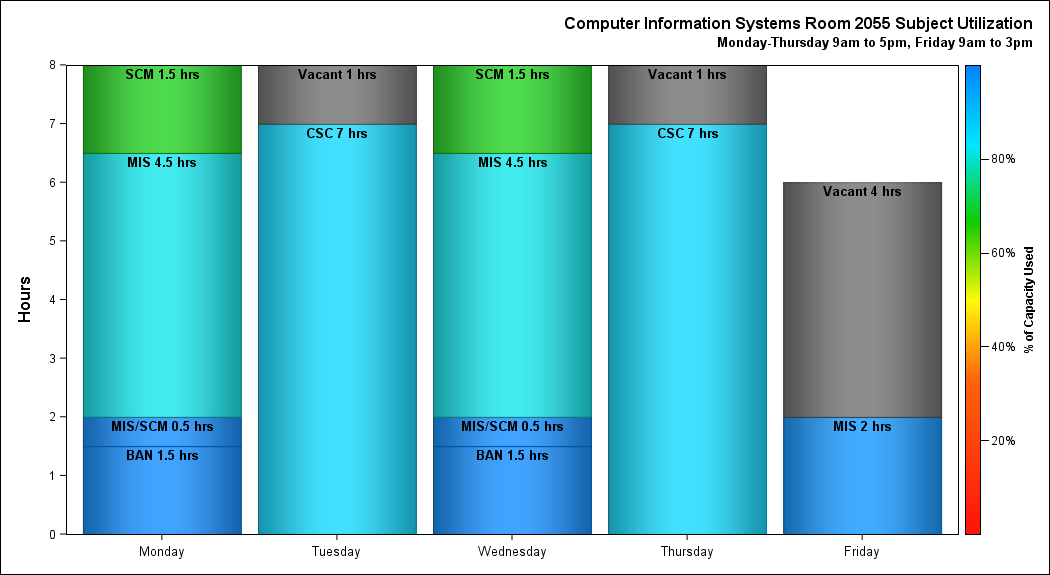 Computer Information Systems Room 2055 Subject Utilization
Monday-Thursday 9am to 5pm, Friday 9am to 3pm
Hours
8
7
6
5
4
3
2
1
0
SCM 1.5 hrs
MIS 4.5 hrs
MIS/SCM 0.5 hrs
BAN 1.5 hrs
Vacant 1 hrs
CSC 7 hrs
SCM 1.5 hrs
MIS 4.5 hrs
MIS/SCM 0.5 hrs
BAN 1.5 hrs
Vacant 1 hrs
CSC 7 hrs
Vacant 4 hrs
MIS 2 hrs
Monday
Tuesday
Wednesday
Thursday
Friday
80%
60%
40%
20%
% of Capacity Used